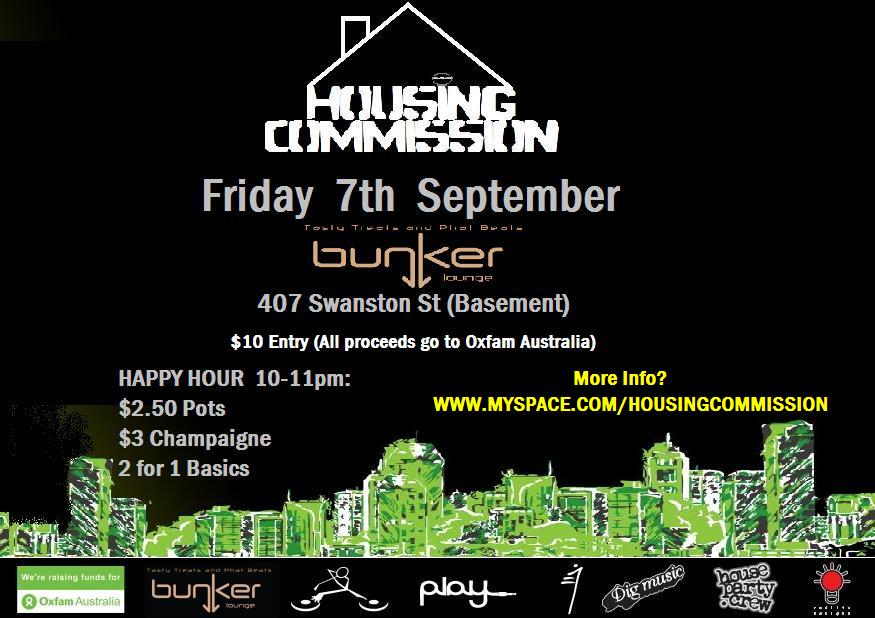 HOUSING
COMMISSION
Friday 7th September
Tasty Treats and Phat Beats
bunker
lounge
407 Swanston St (Basement)
$10 Entry (All proceeds go to Oxfam Australia)
HAPPY HOUR 10-11pm:
$2.50 Pots
$3 Champaigne
2 for 1 Basics
More Info?
WWW.MYSPACE.COM/HOUSINGCOMMISSION
We're raising funds for
Oxfam Australia
Tasty Treats and Phat Beats
bunker
lounge
play
Dig music
house
party
crew